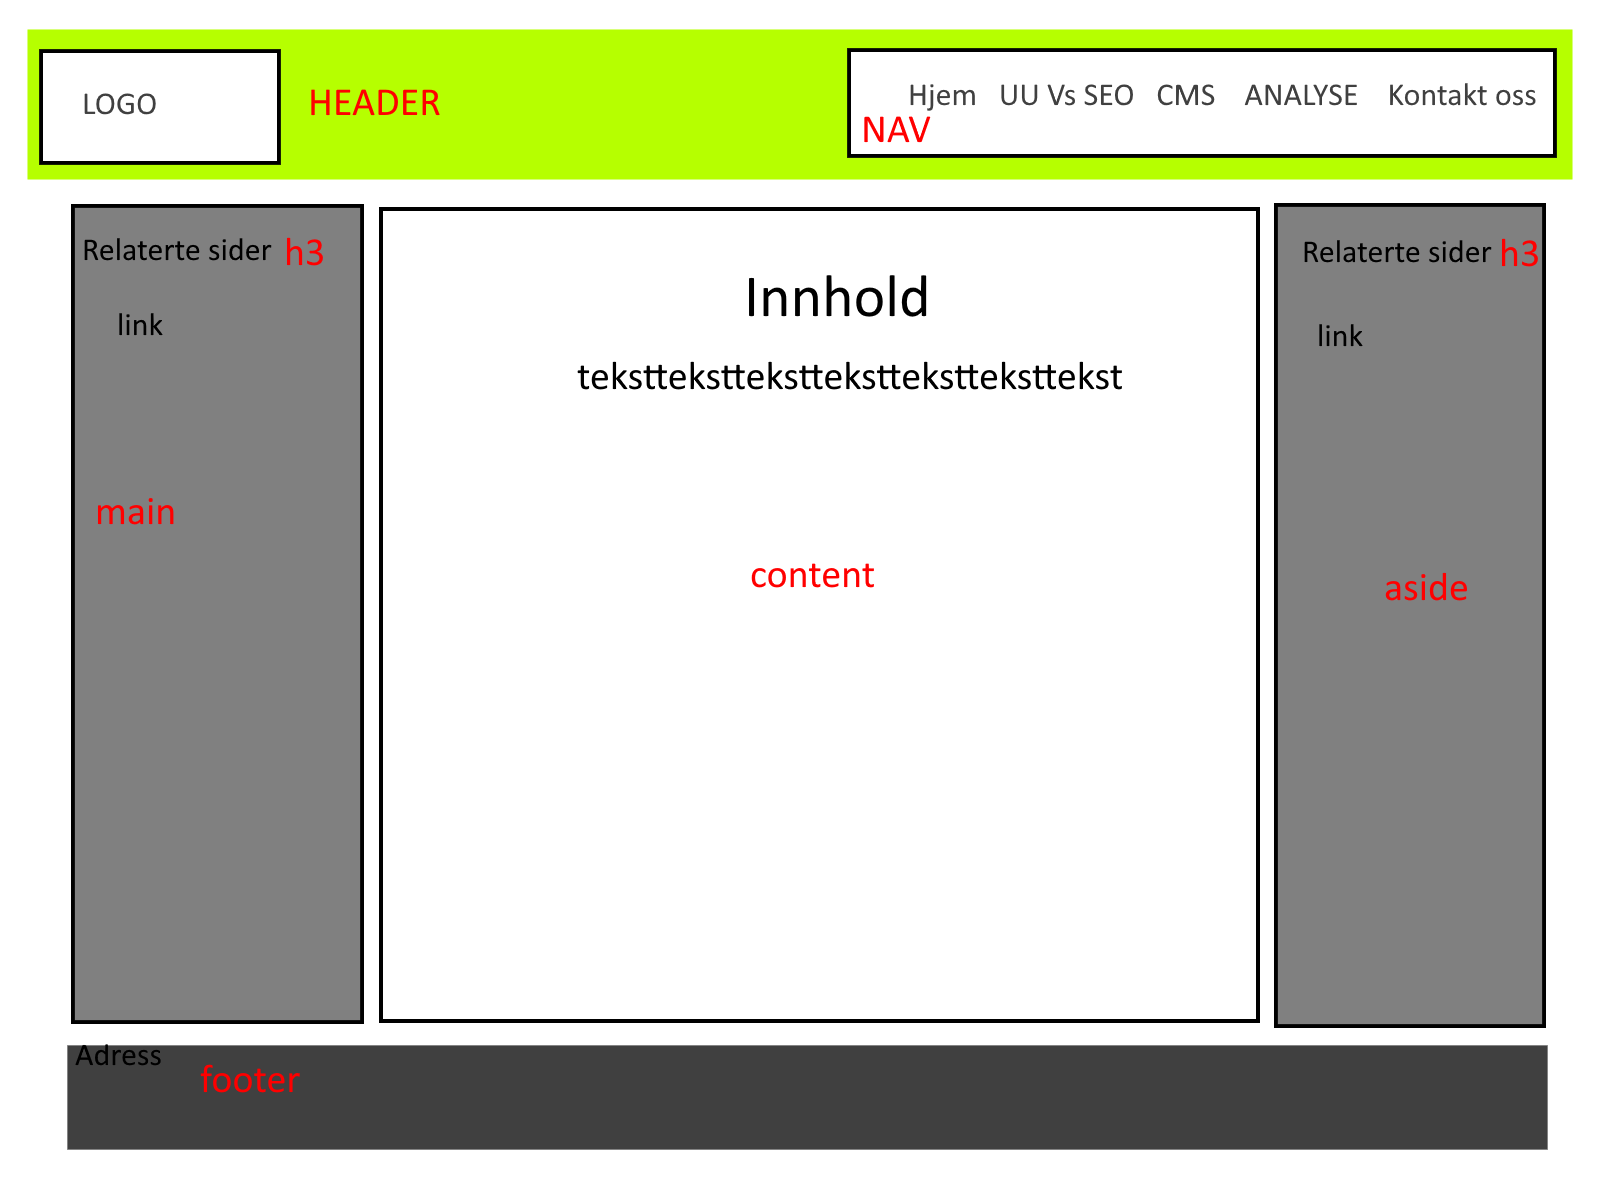 LOGO
HEADER
Hjem UU Vs SEO CMS ANALYSE Kontakt oss
NAV
Relaterte sider h3
link
main
Innhold
tekstteksttekstteksttekstteksttekst
content
Relaterte sider h3
link
aside
Adress
footer